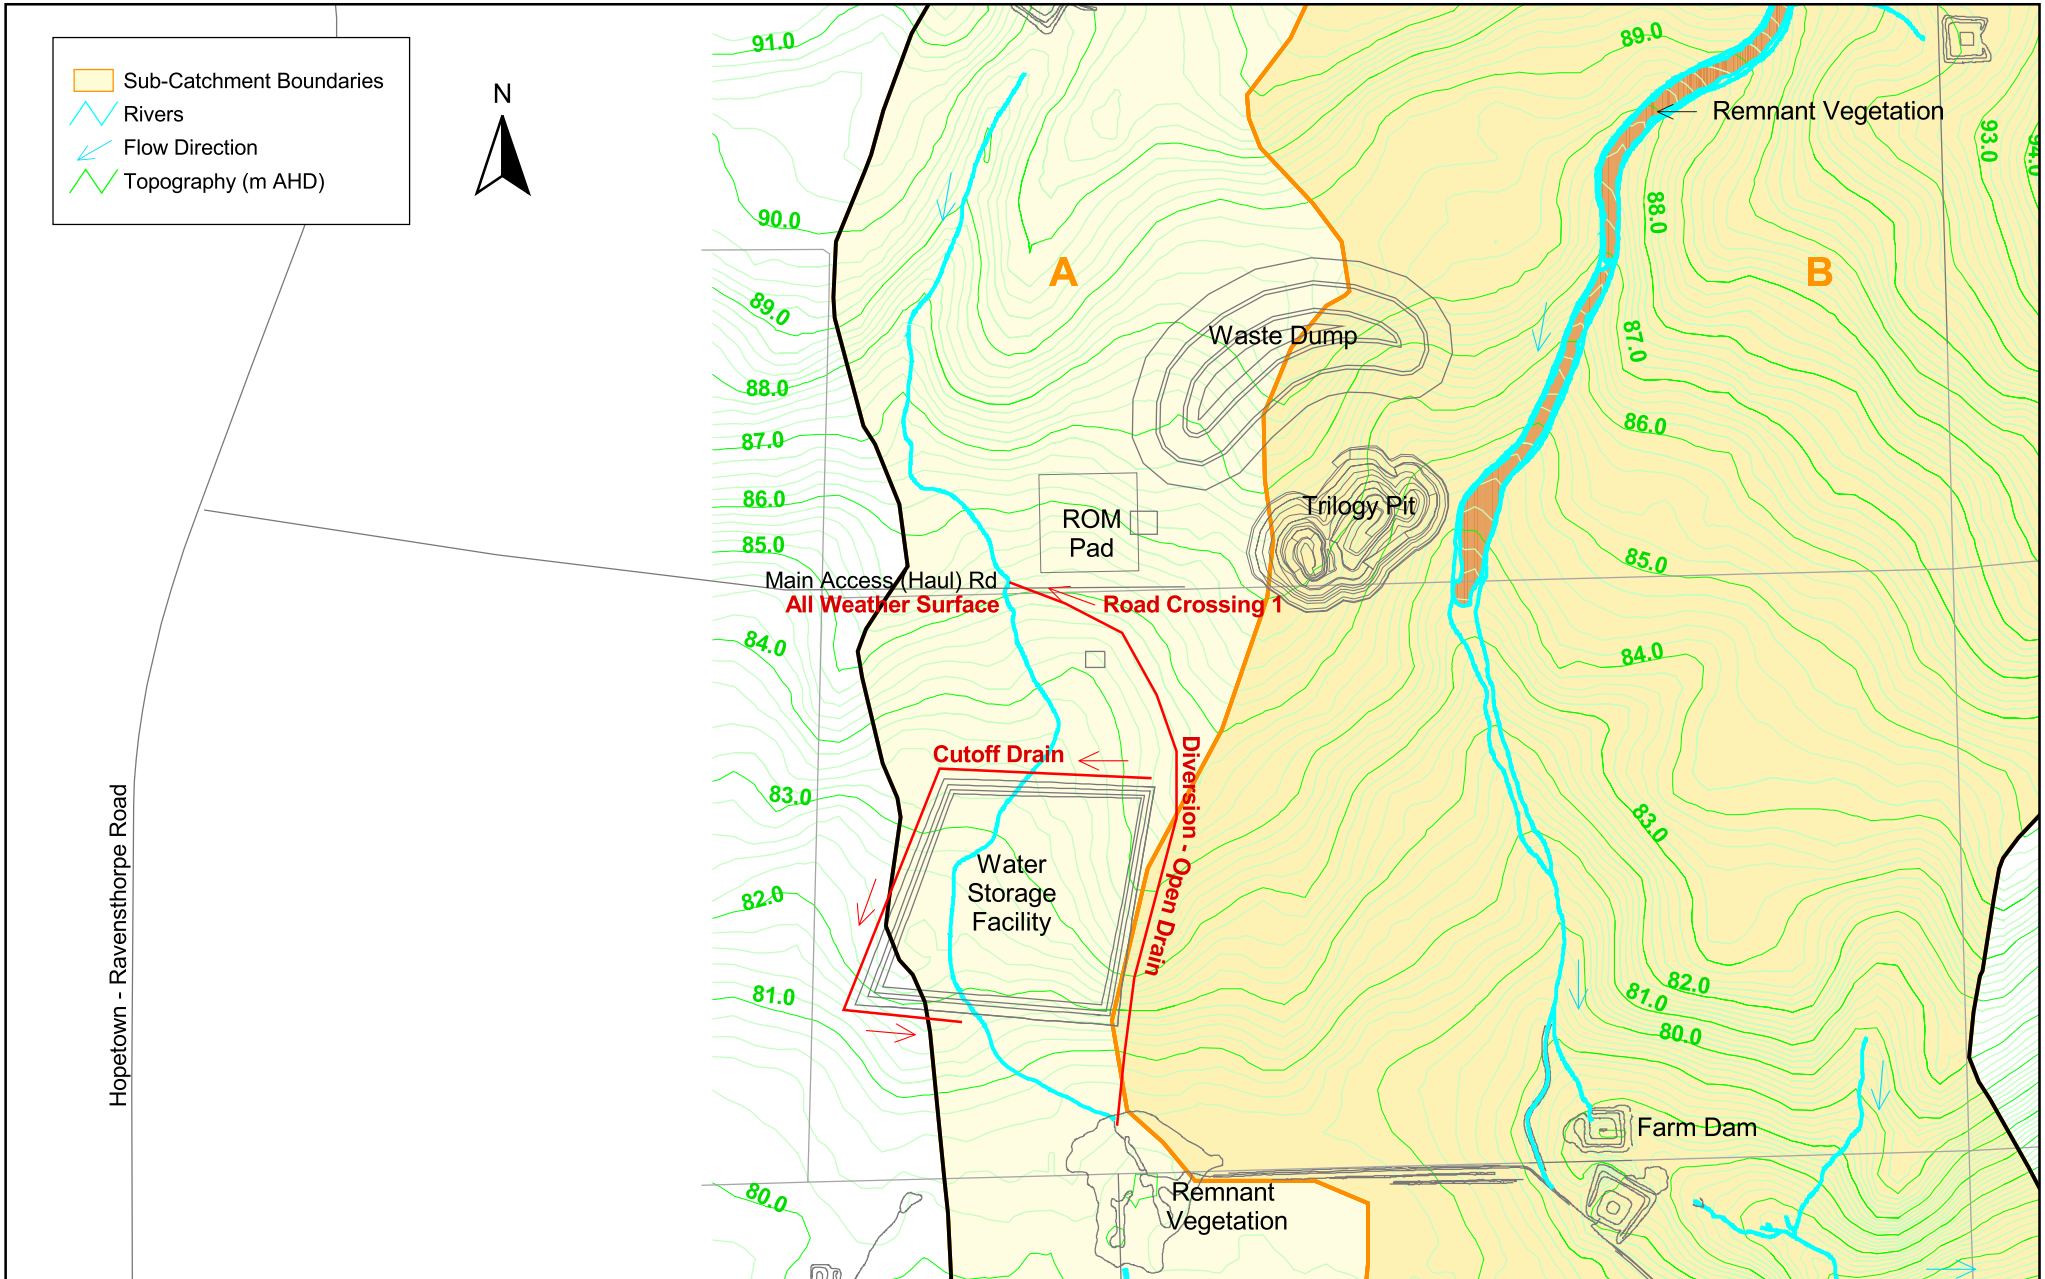 Sub-Catchment Boundaries
Rivers
Flow Direction
Topography (m AHD)
N
91.0
89.0
Remnant Vegetation
93.0
94.0
90.0
88.0
A
B
89.0
Waste Dump
87.0
88.0
86.0
87.0
86.0
Trilogy Pit
ROM
Pad
85.0
85.0
Main Access (Haul) Rd
All Weather Surface
Road Crossing 1
84.0
84.0
Cutoff Drain
Diversion - Open Drain
83.0
83.0
Hopetown - Ravensthorpe Road
Water
Storage
Facility
82.0
82.0
81.0
81.0
80.0
Farm Dam
80.0
Remnant
Vegetation